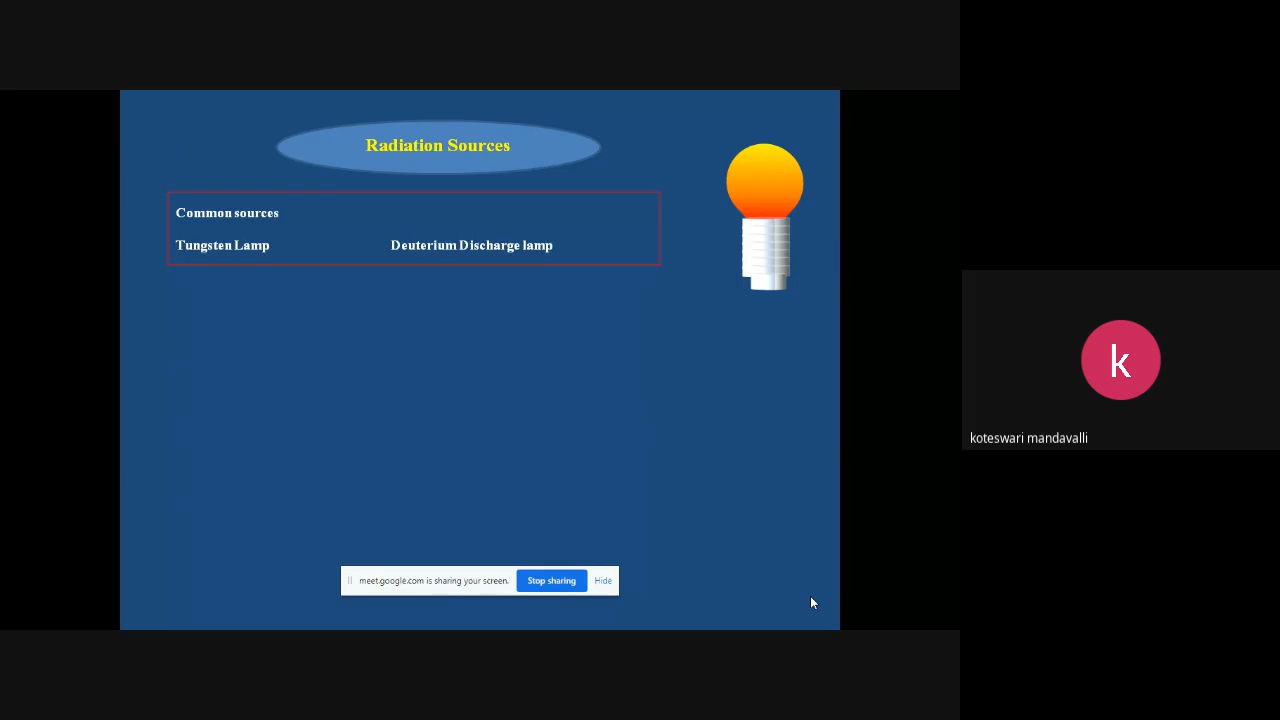 Radiation Sources
Common sources
Tungsten Lamp Deuterium Discharge lamp
meet.google.com is sharing your screen. Stop sharing Hide
k
koteswari mandavalli